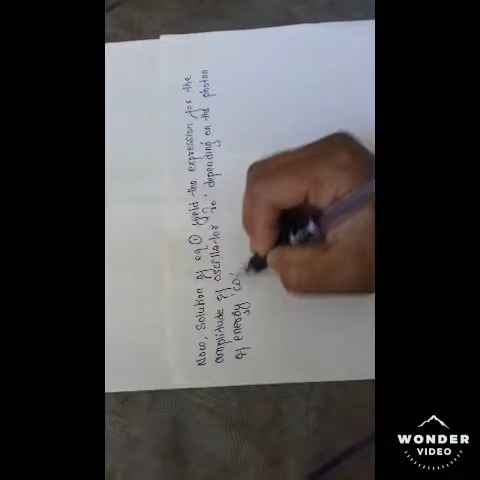 Now, Solution of eq ① yield the expression for the
amplitude of oscillator 'x₀' depending on the photon
of energy
WONDER
VIDEO